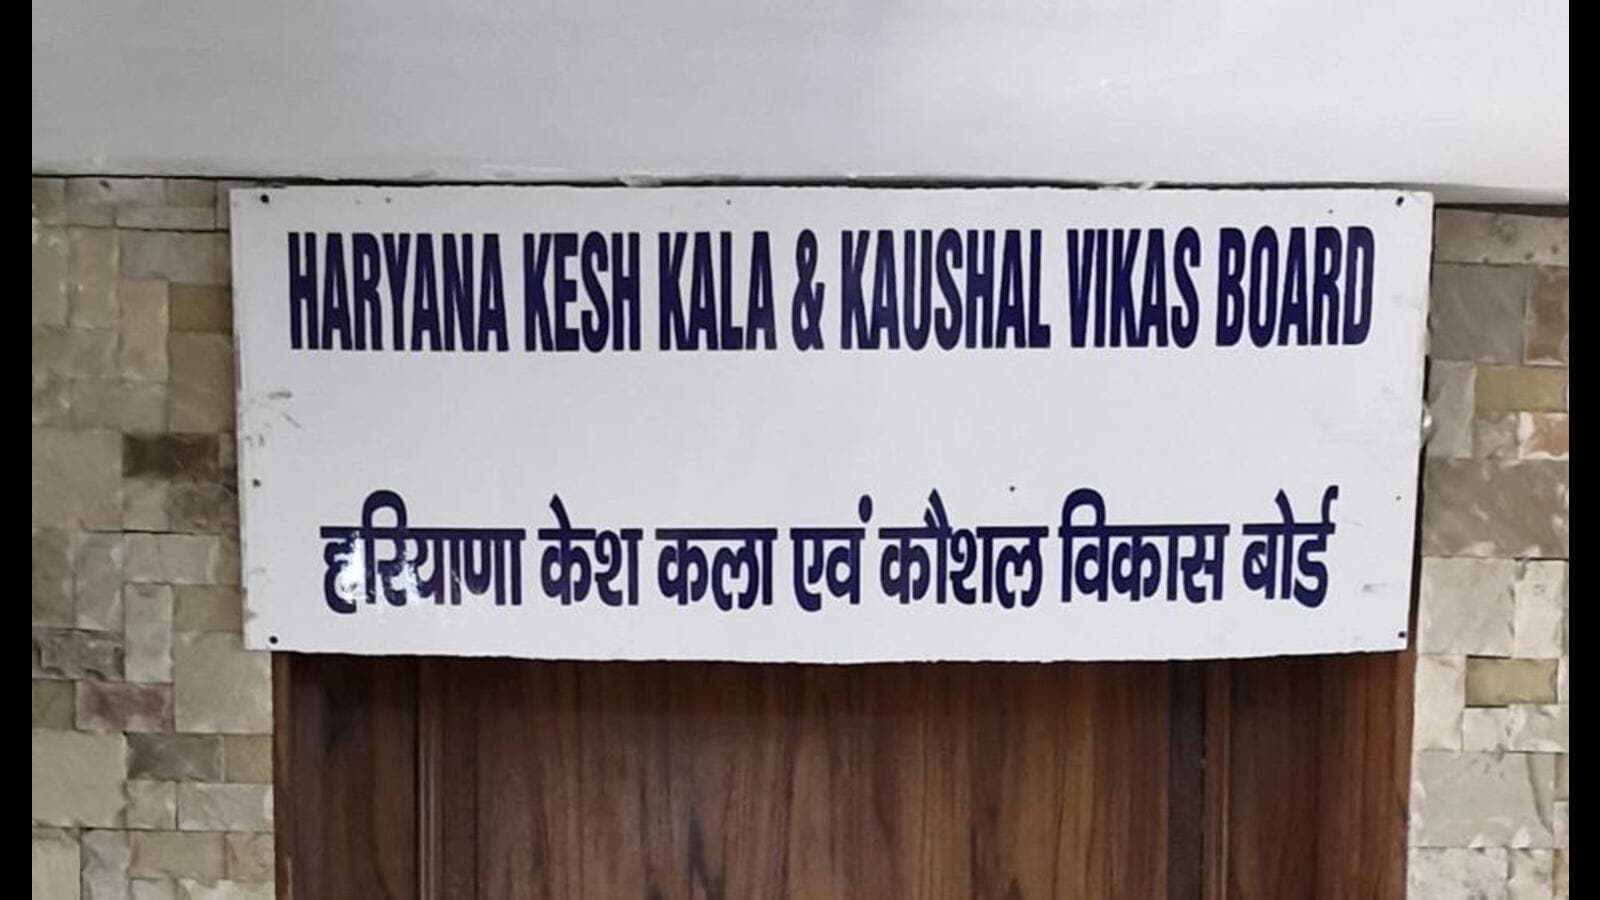 HARYANA KESH KALA & KAUSHAL VIKAS BOARD
हरियाणा केश कला एवं कौशल विकास बोर्ड